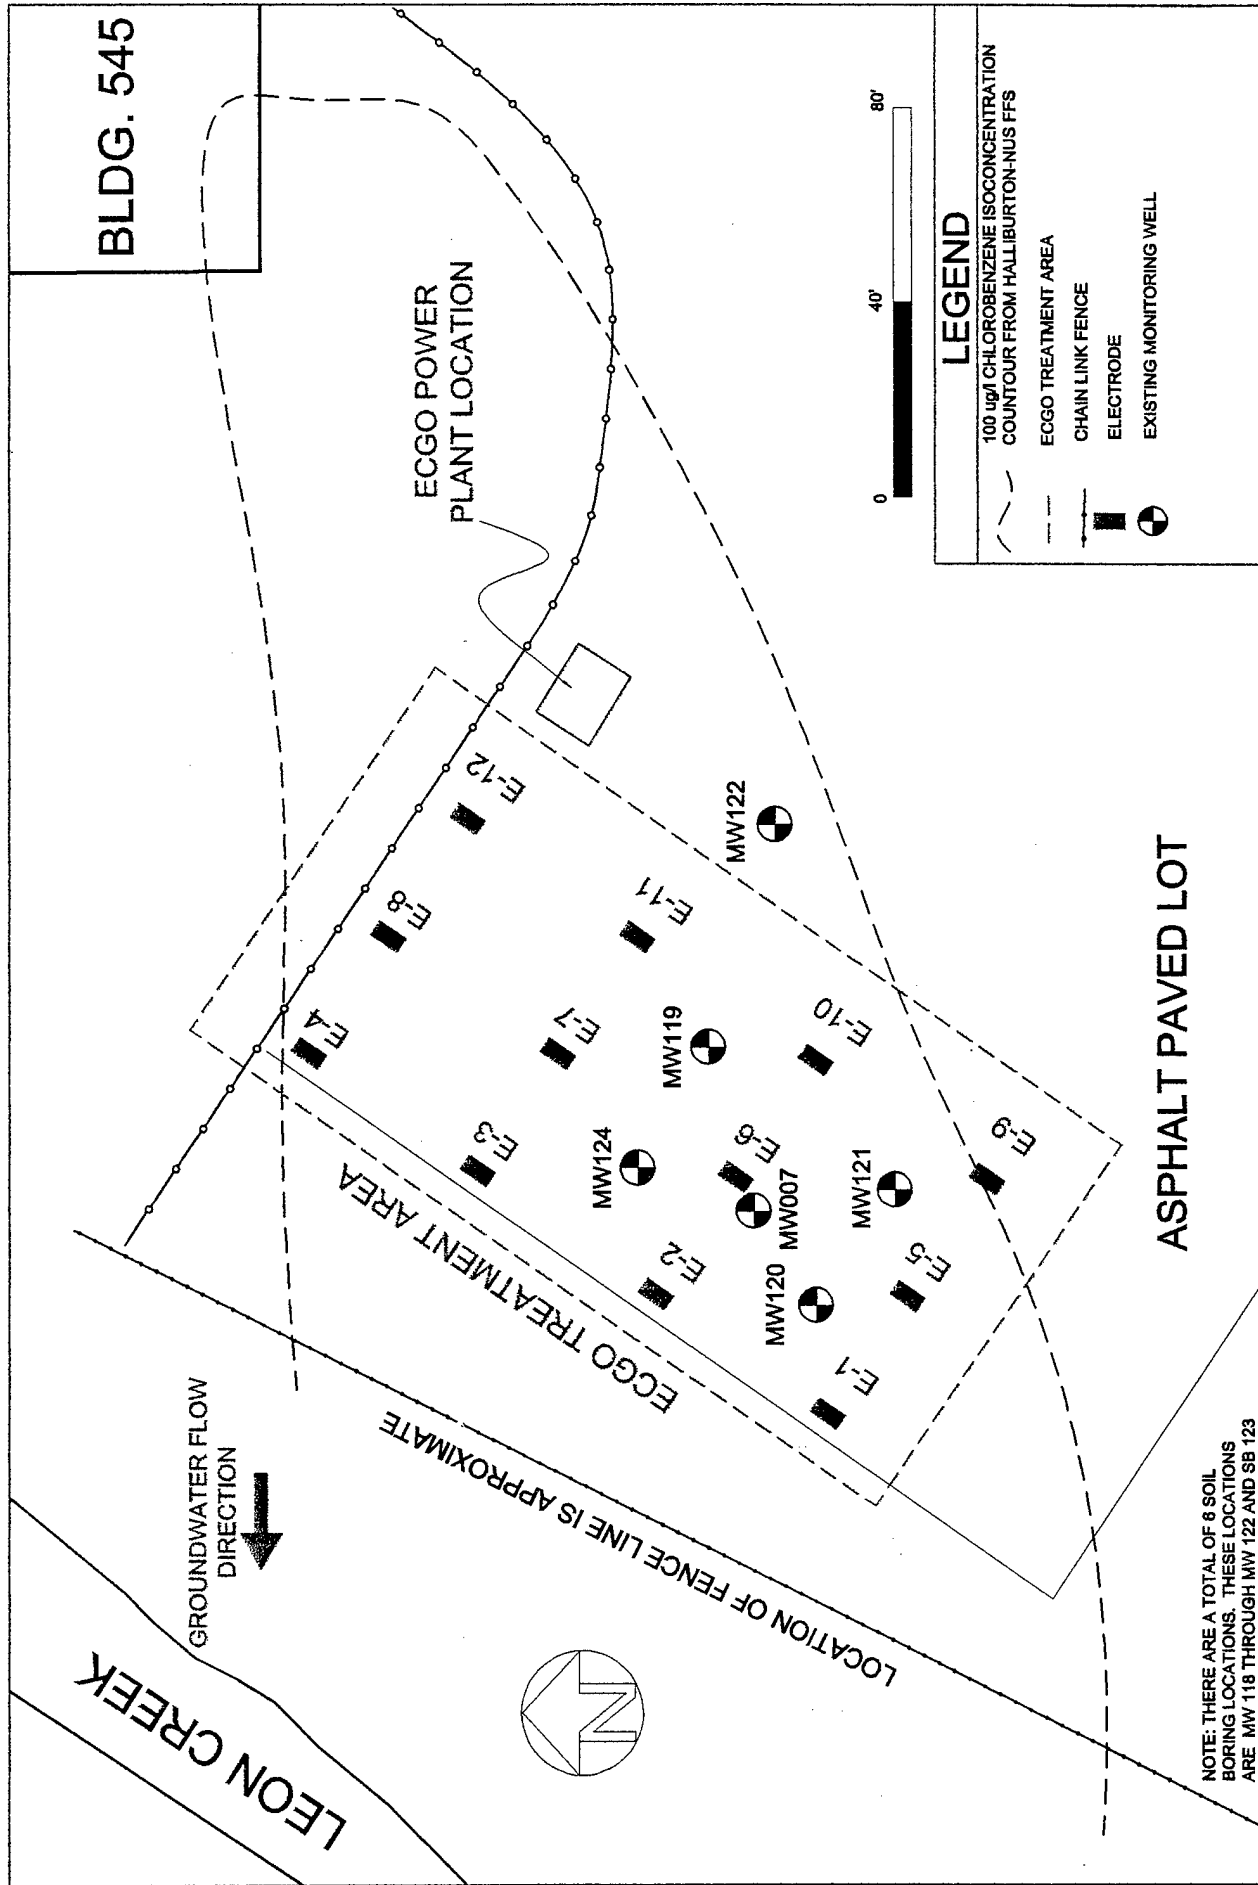 BLDG. 545
LEON CREEK
GROUNDWATER FLOW
DIRECTION
N
LOCATION OF FENCE LINE IS APPROXIMATE
ECGO TREATMENT AREA
ECGO POWER
PLANT LOCATION
E-4
E-8
E-12
E-3
E-7
E-11
E-2
E-6
E-10
E-1
E-5
E-9
MW124
MW119
MW122
MW007
MW120
MW121
ASPHALT PAVED LOT
0
40'
80'
LEGEND
100 ug/l CHLOROBENZENE ISOCONCENTRATION
COUNTOUR FROM HALLIBURTON-NUS FFS
ECGO TREATMENT AREA
CHAIN LINK FENCE
ELECTRODE
EXISTING MONITORING WELL
NOTE: THERE ARE A TOTAL OF 6 SOIL
BORING LOCATIONS. THESE LOCATIONS
ARE MW 118 THROUGH MW 122 AND SB 123